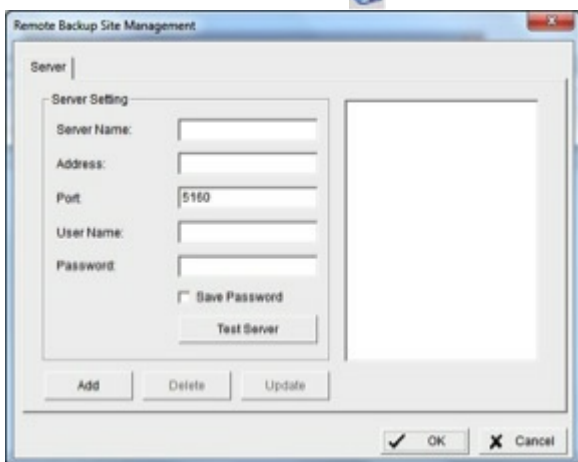 Remote Backup Site Management
Server
Server Setting
Server Name:
Address:
Port:
5160
User Name:
Password:
Save Password
Test Server
Add Delete Update
OK Cancel